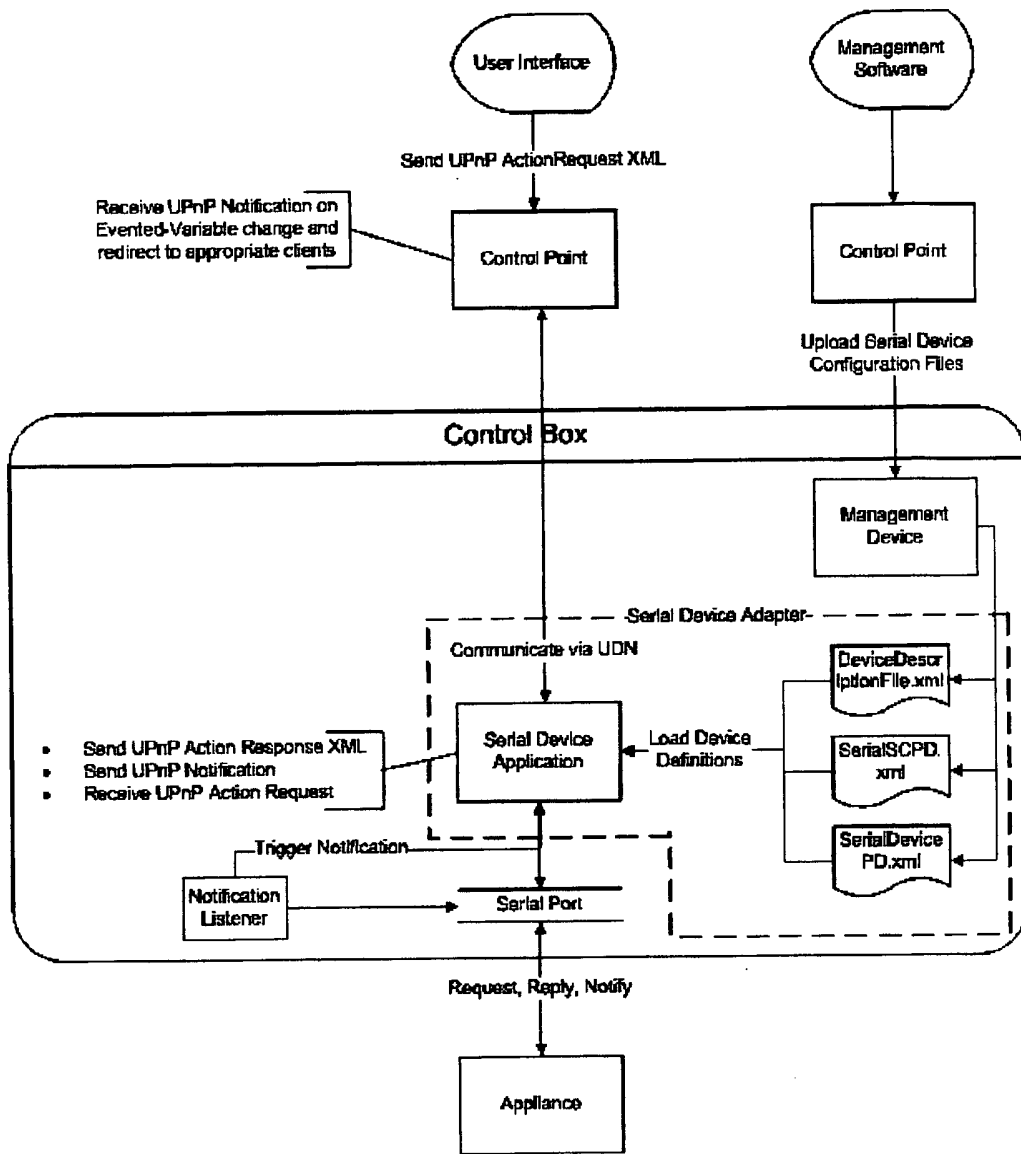 User Interface
Management
Software
Send UPnP ActionRequest XML
Receive UPnP Notification on
Evented-Variable change and
redirect to appropriate clients
Control Point
Control Point
Upload Serial Device
Configuration Files
Control Box
Management
Device
Serial Device Adapter
Communicate via UDN
DeviceDescr
iptionFile.xml
• Send UPnP Action Response XML
• Send UPnP Notification
• Receive UPnP Action Request
Serial Device
Application
Load Device
Definitions
SerialSCPD.
xml
SerialDevice
PD.xml
Trigger Notification
Notification
Listener
Serial Port
Request, Reply, Notify
Appliance